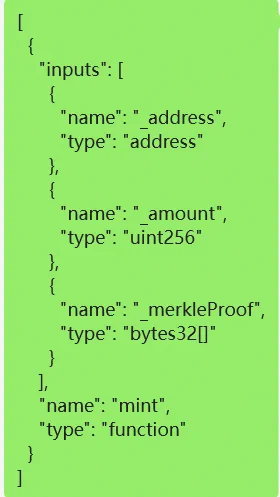 [
  {
    "inputs": [
      {
        "name": "_address",
        "type": "address"
      },
      {
        "name": "_amount",
        "type": "uint256"
      },
      {
        "name": "_merkleProof",
        "type": "bytes32[]"
      }
    ],
    "name": "mint",
    "type": "function"
  }
]